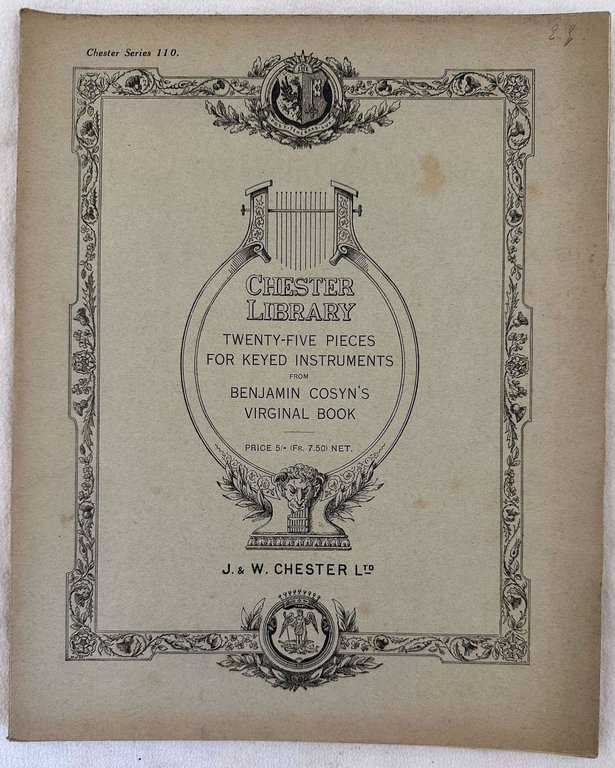 Chester Series 110.
CHESTER
LIBRARY
TWENTY-FIVE PIECES
FOR KEYED INSTRUMENTS
FROM
BENJAMIN COSYN'S
VIRGINAL BOOK
PRICE 5/- (FR. 7.50) NET.
J. & W. CHESTER LTD